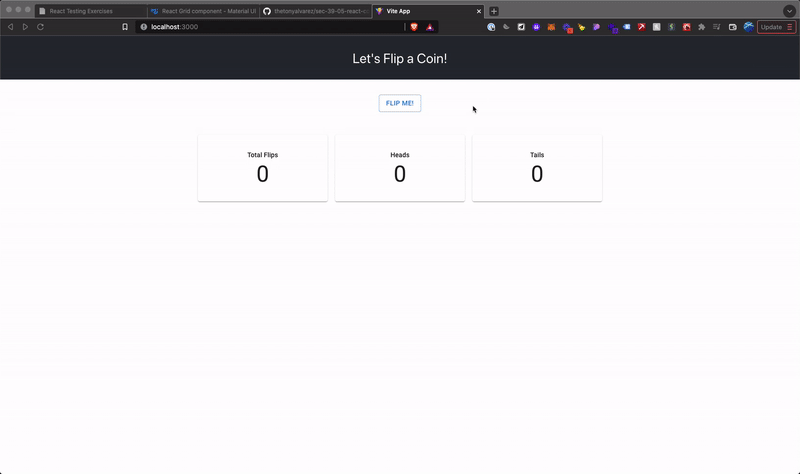 React Testing Exercises
React Grid component - Material UI
thetonyalvarez/sec-39-05-react-
Vite App
localhost:3000
Update
Let's Flip a Coin!
FLIP ME!
Total Flips
0
Heads
0
Tails
0